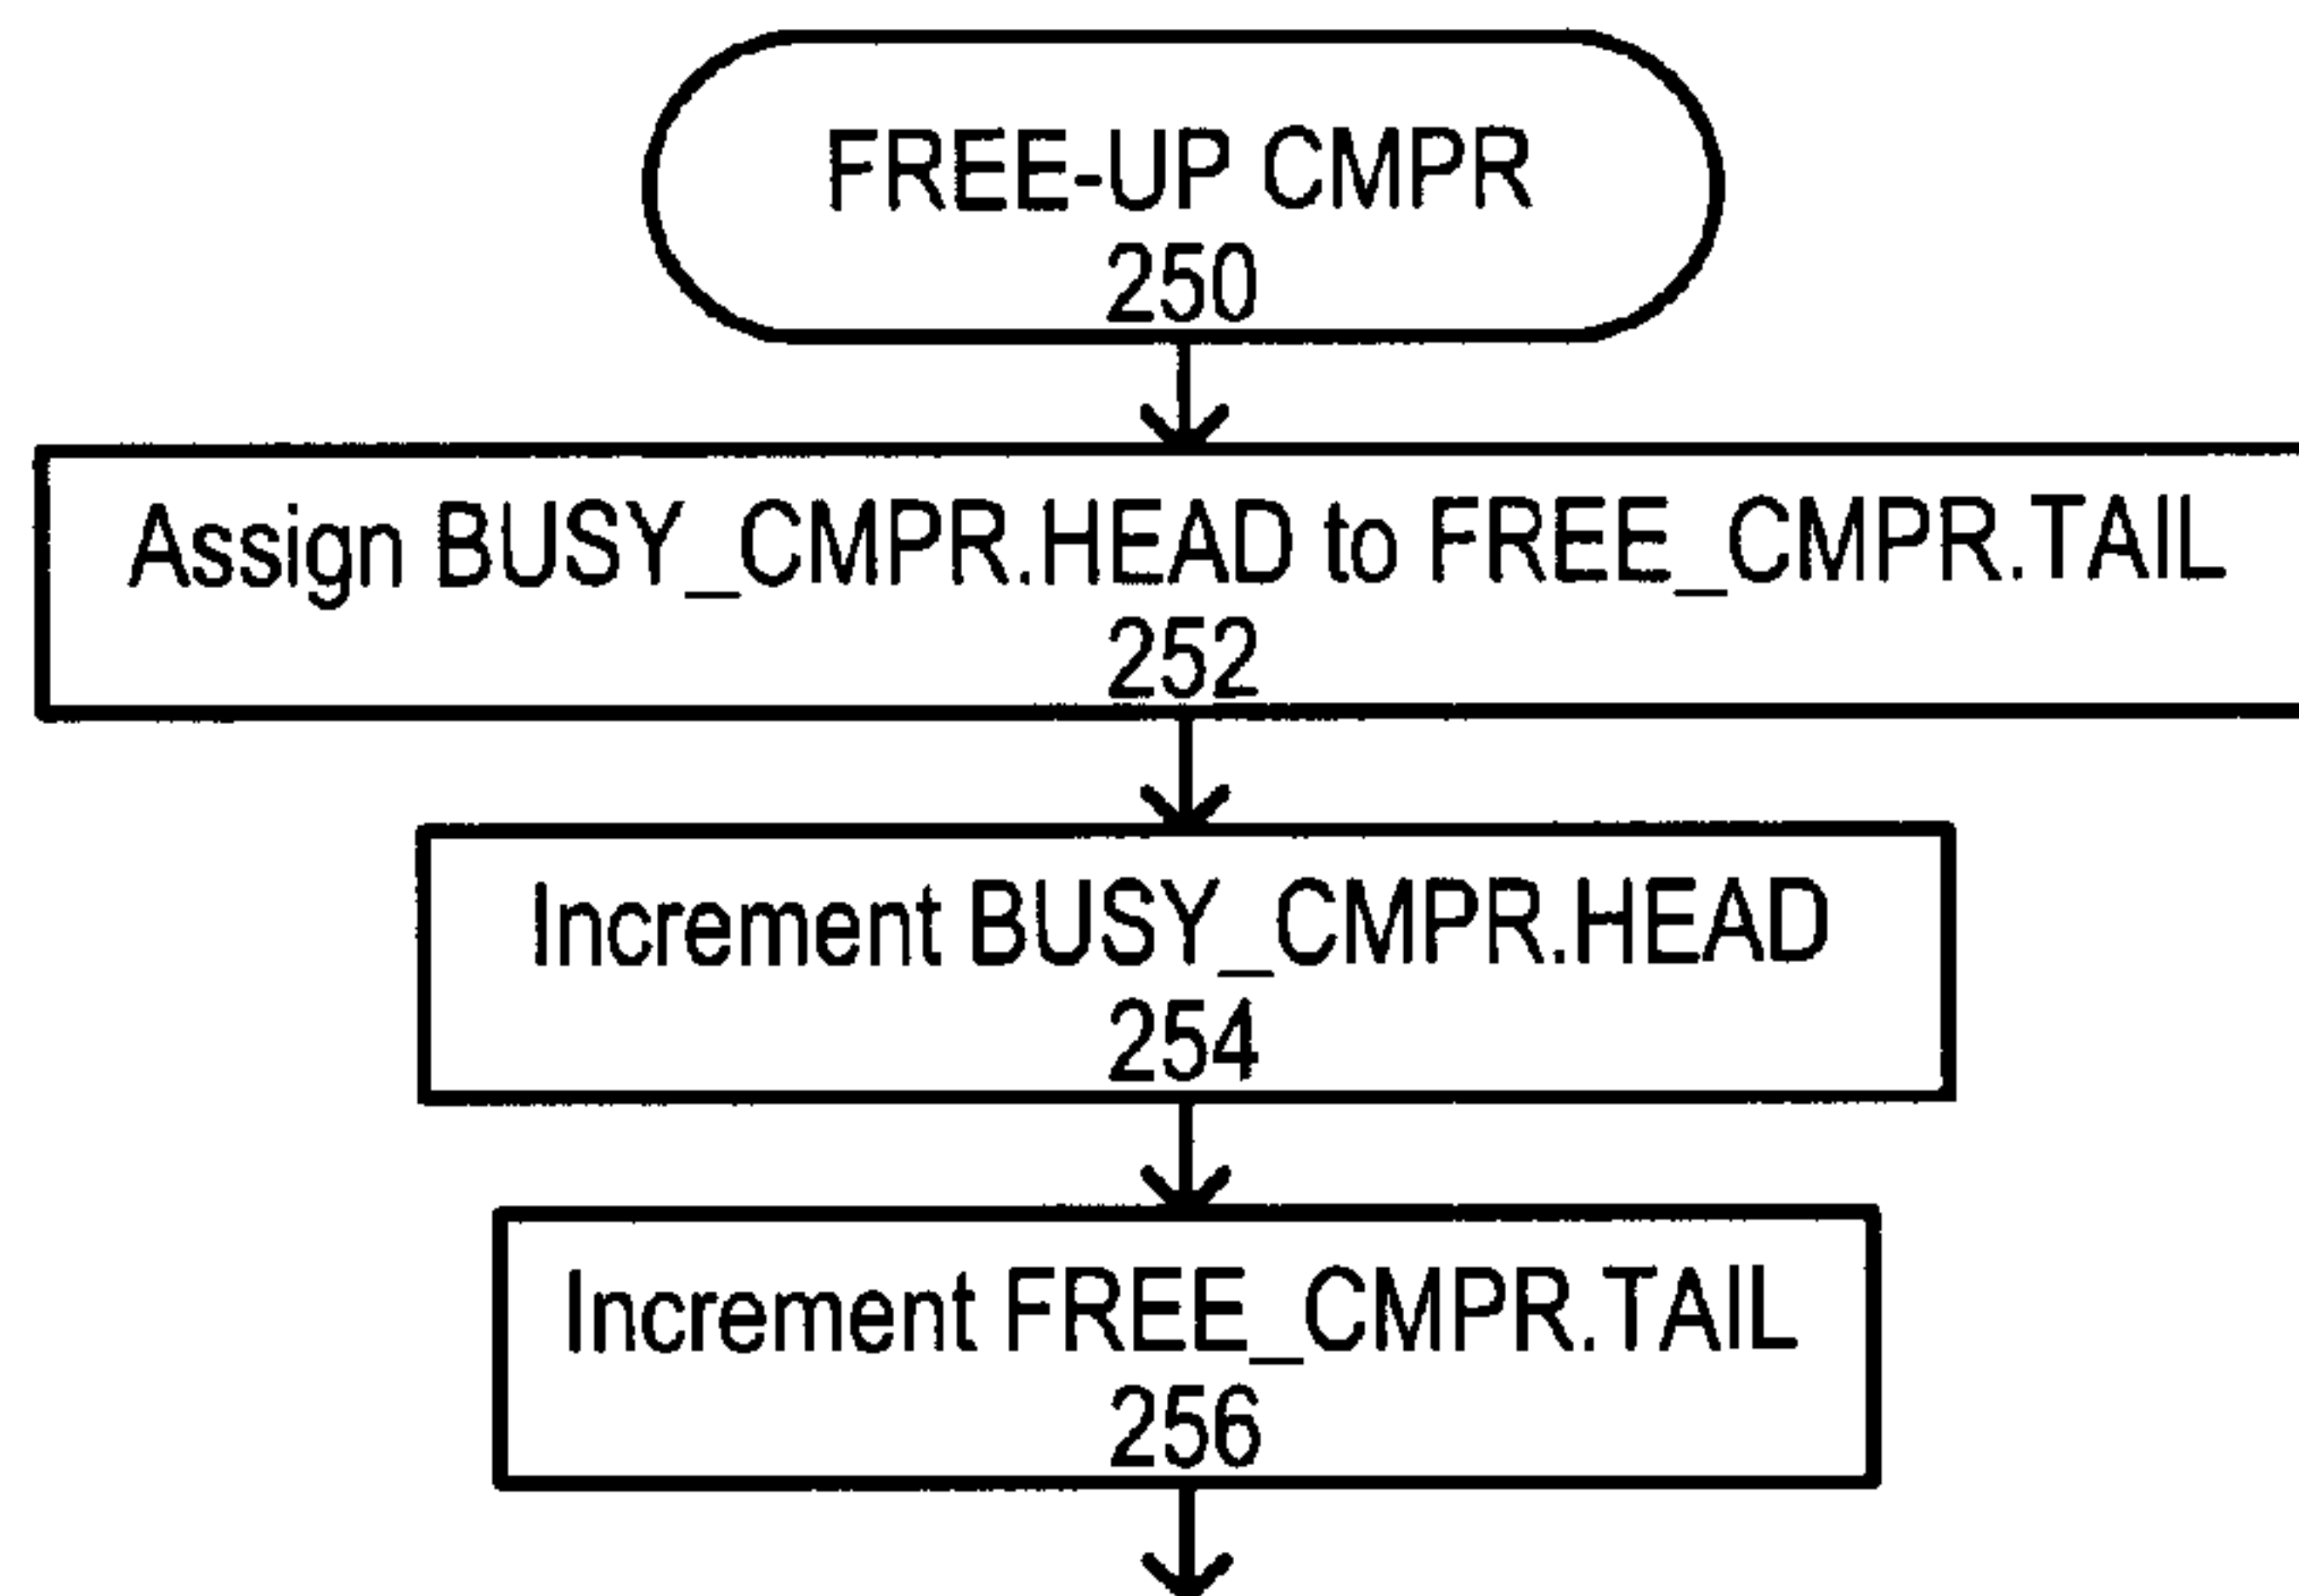 FREE-UP CMPR
250
Assign BUSY_CMPR.HEAD to FREE_CMPR.TAIL
252
Increment BUSY_CMPR.HEAD
254
Increment FREE_CMPR.TAIL
256